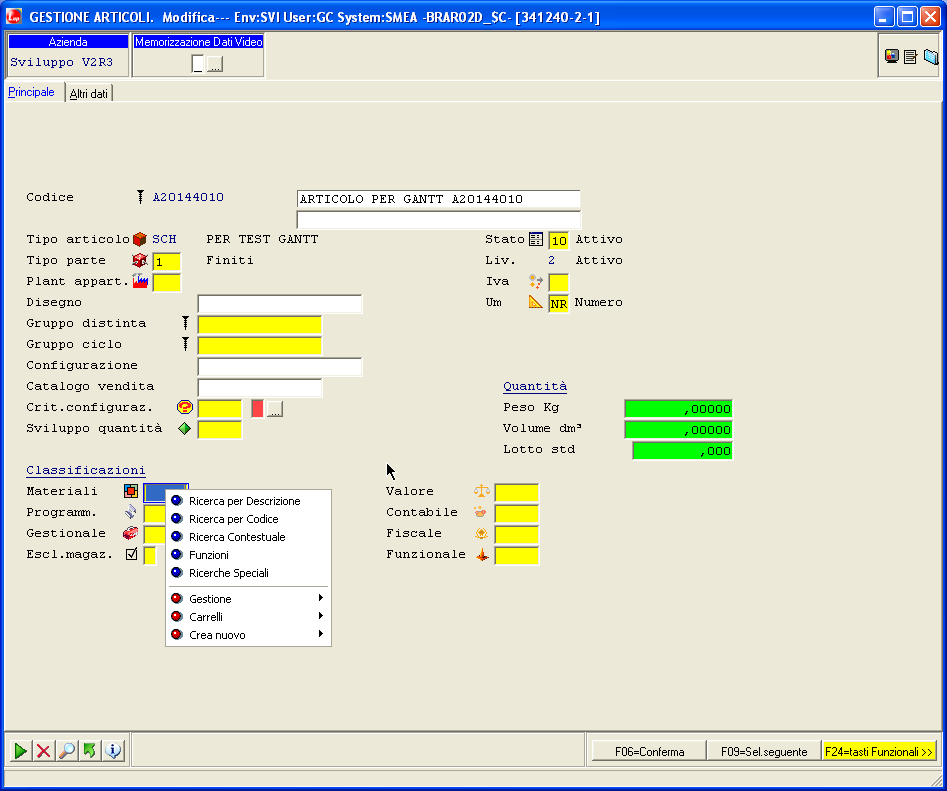 GESTIONE ARTICOLI.  Modifica--- Env:SVI User:GC System:SMEA -BRAR02D_$C- [341240-2-1]
Azienda
Memorizzazione Dati Video
Sviluppo V2R3
...
Principale
Altri dati
Codice A20144010 ARTICOLO PER GANTT A20144010
Tipo articolo SCH PER TEST GANTT Stato 10 Attivo
Tipo parte 1 Finiti Liv. 2 Attivo
Plant appart. Iva
Disegno Um NR Numero
Gruppo distinta
Gruppo ciclo
Configurazione
Catalogo vendita Quantità
Crit.configuraz. ... Peso Kg ,00000
Sviluppo quantità Volume dm³ ,00000
Lotto std ,000
Classificazioni
Materiali Valore
Programm. Contabile
Gestionale Fiscale
Escl.magaz. Funzionale
Ricerca per Descrizione
Ricerca per Codice
Ricerca Contestuale
Funzioni
Ricerche Speciali
Gestione
Carrelli
Crea nuovo
F06=Conferma
F09=Sel.seguente
F24=tasti Funzionali >>